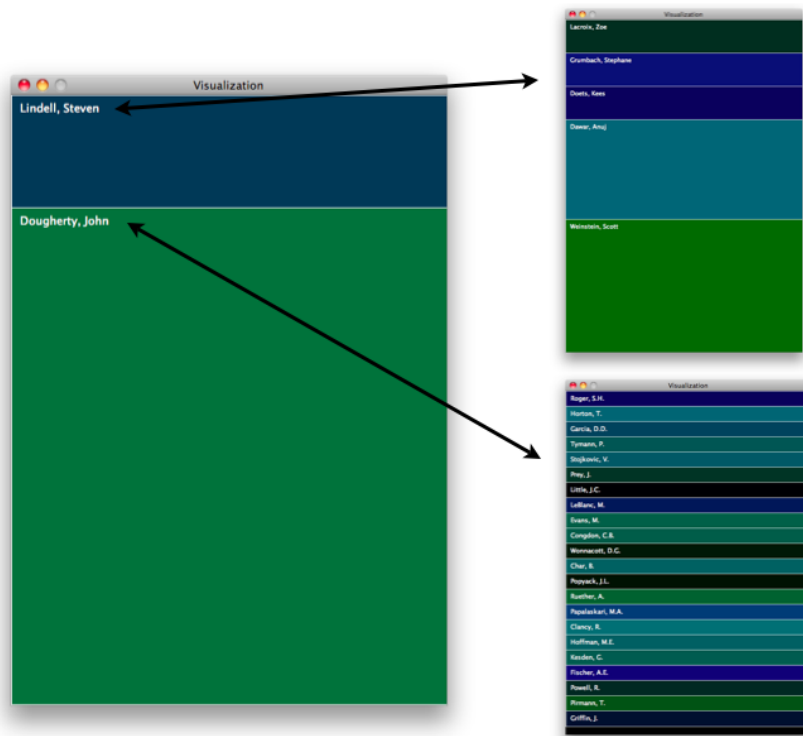 Visualization
Lindell, Steven
Dougherty, John
Visualization
Lacroix, Zoe
Grumbach, Stephane
Doets, Kees
Dawar, Anuj
Weinstein, Scott
Visualization
Roger, S.H.
Horton, T.
Garcia, D.D.
Tymann, P.
Stojkovic, V.
Prey, J.
Little, J.C.
LeBlanc, M.
Evans, M.
Congdon, C.B.
Wonnacott, D.G.
Char, B.
Popyack, J.L.
Ruether, A.
Papalaskari, M.A.
Clancy, R.
Hoffman, M.E.
Kesden, G.
Fischer, A.E.
Powell, R.
Pirmann, T.
Griffin, J.